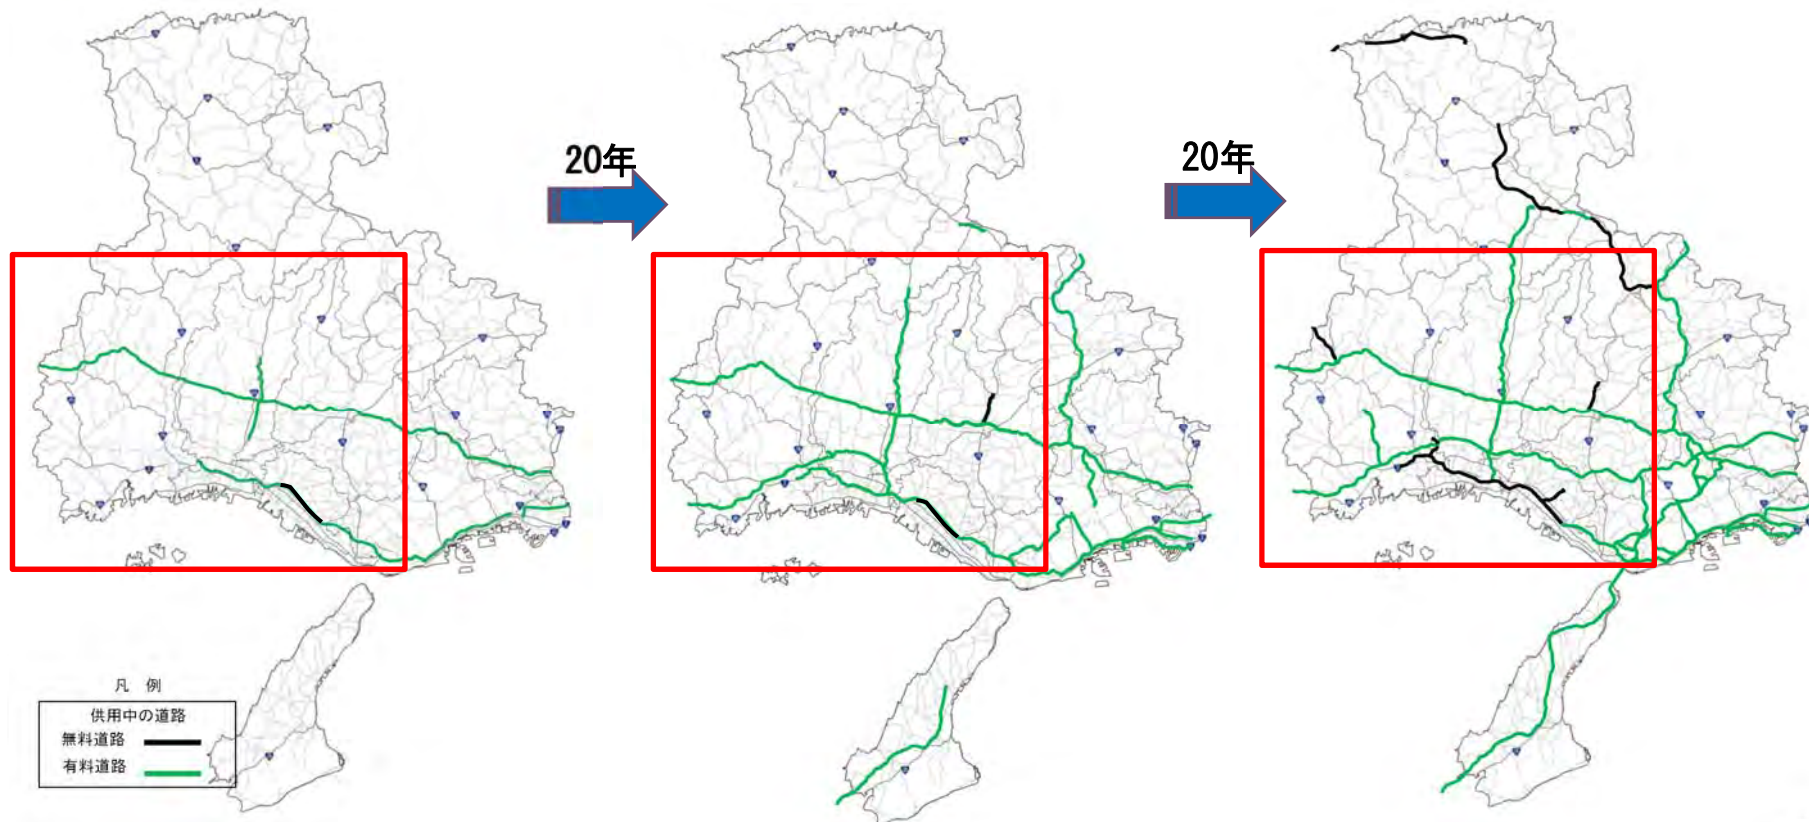 20年
20年
凡 例
供用中の道路
無料道路
有料道路